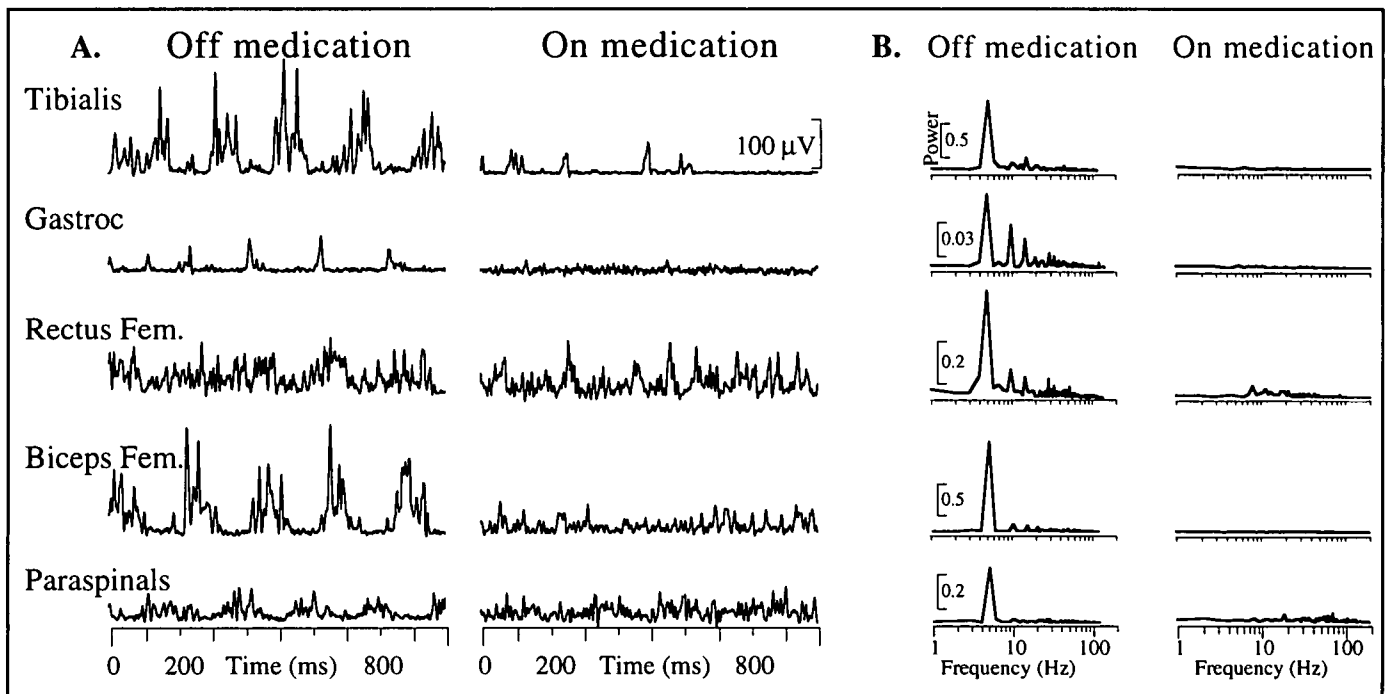 A. Off medication On medication B. Off medication On medication
Tibialis
100 μV
Power
0.5
Gastroc
0.03
Rectus Fem.
0.2
Biceps Fem.
0.5
Paraspinals
0.2
0 200 Time (ms) 800 0 200 Time (ms) 800 1 10 100 1 10 100
Frequency (Hz) Frequency (Hz)